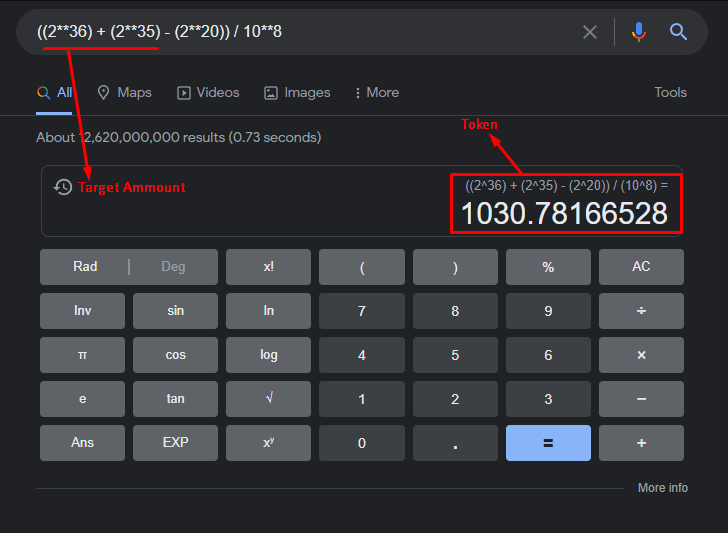 ((2**36) + (2**35) - (2**20)) / 10**8
All Maps Videos Images More Tools
About 12,620,000,000 results (0.73 seconds)
Token
Target Ammount
((2^36) + (2^35) - (2^20)) / (10^8) =
1030.78166528
Rad Deg x! ( ) % AC
Inv sin ln 7 8 9 ÷
π cos log 4 5 6 ×
e tan √ 1 2 3 −
Ans EXP xʸ 0 . = +
More info